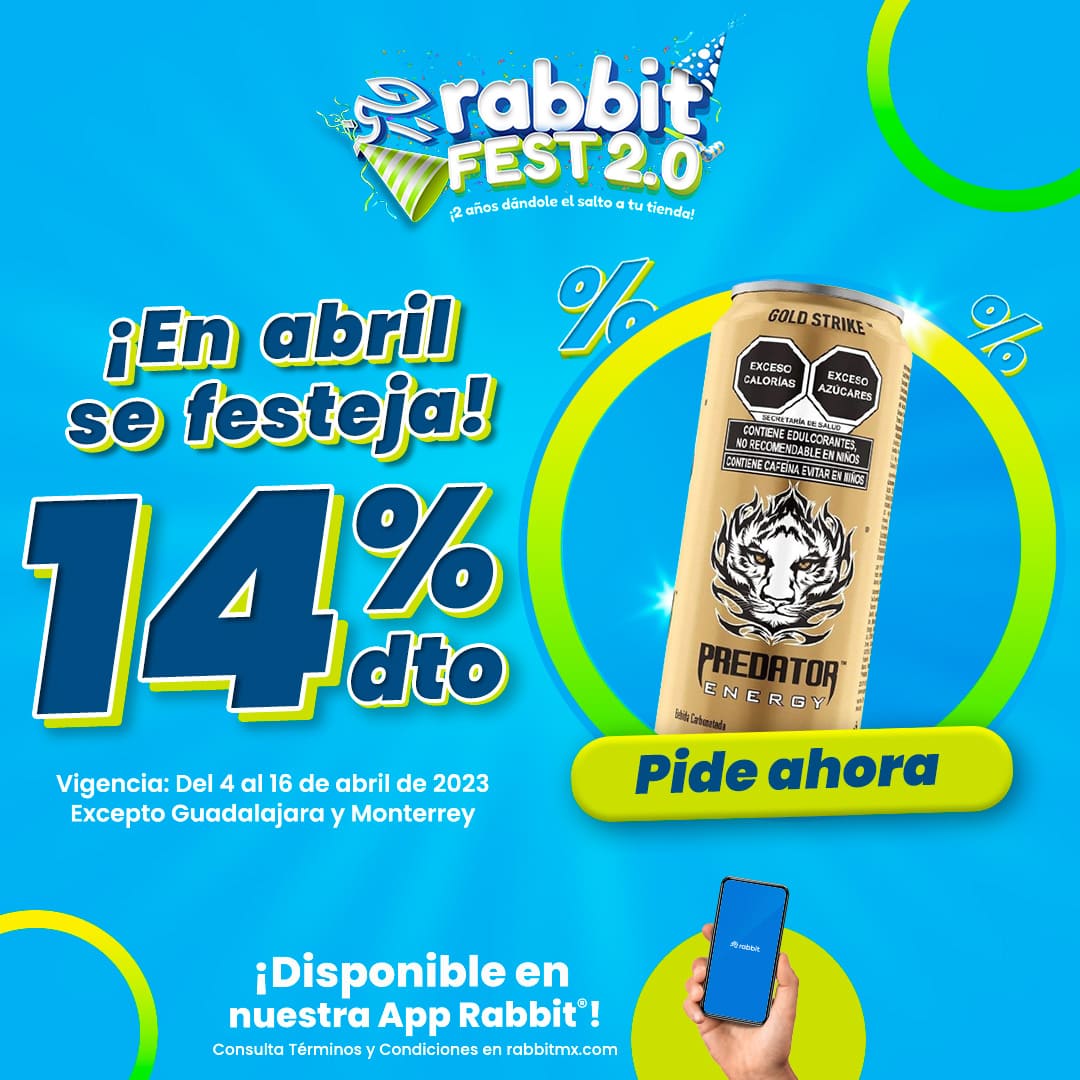 rabbit
FEST 2.0
¡2 años dándole el salto a tu tienda!
¡En abril
se festeja!
14%
dto
Vigencia: Del 4 al 16 de abril de 2023
Excepto Guadalajara y Monterrey
GOLD STRIKE™
EXCESO
CALORÍAS
EXCESO
AZÚCARES
SECRETARÍA DE SALUD
CONTIENE EDULCORANTES,
NO RECOMENDABLE EN NIÑOS
CONTIENE CAFEÍNA EVITAR EN NIÑOS
PREDATOR™
ENERGY
Bebida Carbonatada
Pide ahora
rabbit
¡Disponible en
nuestra App Rabbit®!
Consulta Términos y Condiciones en rabbitmx.com